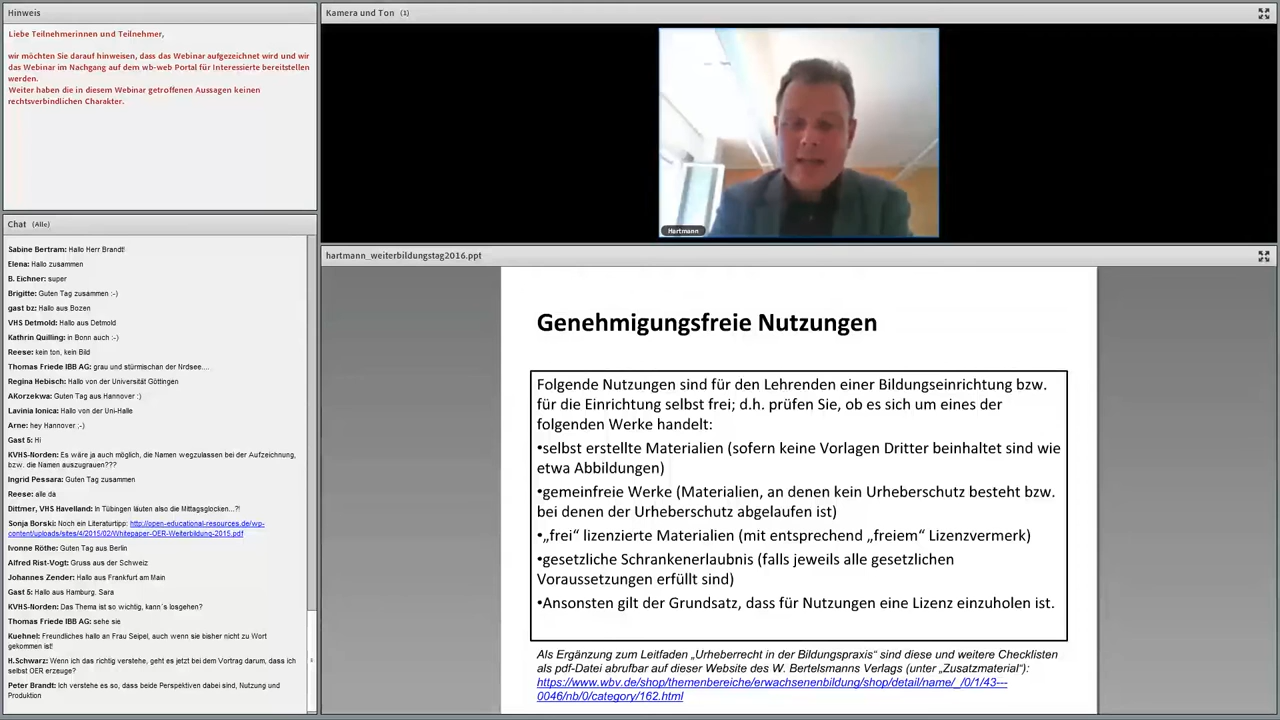 Hinweis
Liebe Teilnehmerinnen und Teilnehmer,
wir möchten Sie darauf hinweisen, dass das Webinar aufgezeichnet wird und wir
das Webinar im Nachgang auf dem wb-web Portal für Interessierte bereitstellen
werden.
Weiter haben die in diesem Webinar getroffenen Aussagen keinen
rechtsverbindlichen Charakter.
Chat (Alle)
Sabine Bertram: Hallo Herr Brandt!
Elena: Hallo zusammen
B. Eichner: super
Brigitte: Guten Tag zusammen :-)
gast bz: Hallo aus Bozen
VHS Detmold: Hallo aus Detmold
Kathrin Quilling: in Bonn auch :-)
Reese: kein ton, kein Bild
Thomas Friede IBB AG: grau und stürmischan der Nrdsee....
Regina Hebisch: Hallo von der Universität Göttingen
AKorzekwa: Guten Tag aus Hannover :)
Lavinia Ionica: Hallo von der Uni-Halle
Arne: hey Hannover ;-)
Gast 5: Hi
KVHS-Norden: Es wäre ja auch möglich, die Namen wegzulassen bei der Aufzeichnung,
bzw. die Namen auszugrauen???
Ingrid Pessara: Guten Tag zusammen
Reese: alle da
Dittmer, VHS Havelland: In Tübingen läuten also die Mittagsglocken...?!
Sonja Borski: Noch ein Literaturtipp: http://open-educational-resources.de/wp-
content/uploads/sites/4/2015/02/Whitepaper-OER-Weiterbildung-2015.pdf
Ivonne Röthe: Guten Tag aus Berlin
Alfred Rist-Vogt: Gruss aus der Schweiz
Johannes Zender: Hallo aus Frankfurt am Main
Gast 5: Hallo aus Hamburg. Sara
KVHS-Norden: Das Thema ist so wichtig, kann´s losgehen?
Thomas Friede IBB AG: sehe sie
Kuehnel: Freundliches hallo an Frau Seipel, auch wenn sie bisher nicht zu Wort
gekommen ist!
H.Schwarz: Wenn ich das richtig verstehe, geht es jetzt bei dem Vortrag darum, dass ich
selbst OER erzeuge?
Peter Brandt: Ich verstehe es so, dass beide Perspektiven dabei sind, Nutzung und
Produktion
Kamera und Ton (1)
Hartmann
hartmann_weiterbildungstag2016.ppt
Genehmigungsfreie Nutzungen
Folgende Nutzungen sind für den Lehrenden einer Bildungseinrichtung bzw.
für die Einrichtung selbst frei; d.h. prüfen Sie, ob es sich um eines der
folgenden Werke handelt:
•selbst erstellte Materialien (sofern keine Vorlagen Dritter beinhaltet sind wie
etwa Abbildungen)
•gemeinfreie Werke (Materialien, an denen kein Urheberschutz besteht bzw.
bei denen der Urheberschutz abgelaufen ist)
•„frei“ lizenzierte Materialien (mit entsprechend „freiem“ Lizenzvermerk)
•gesetzliche Schrankenerlaubnis (falls jeweils alle gesetzlichen
Voraussetzungen erfüllt sind)
•Ansonsten gilt der Grundsatz, dass für Nutzungen eine Lizenz einzuholen ist.
Als Ergänzung zum Leitfaden „Urheberrecht in der Bildungspraxis“ sind diese und weitere Checklisten
als pdf-Datei abrufbar auf dieser Website des W. Bertelsmanns Verlags (unter „Zusatzmaterial“):
https://www.wbv.de/shop/themenbereiche/erwachsenenbildung/shop/detail/name/_/0/1/43---
0046/nb/0/category/162.html